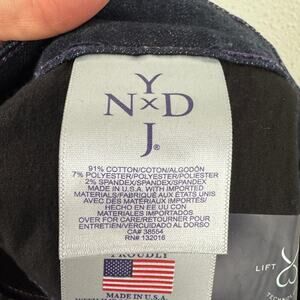 Y
N x D
J®
91% COTTON/COTON/ALGODÓN
7% POLYESTER/POLYESTER/POLIESTER
2% SPANDEX/SPANDEX/SPANDEX
MADE IN U.S.A. WITH IMPORTED
MATERIALS/FABRIQUÉ AUX ÉTATS UNIS
AVEC DES MATÉRIAUX IMPORTÉS/
HECHO EN EE UU CON
MATERIALES IMPORTADOS
OVER FOR CARE/RETOURNER POUR
ENTRETIEN/VERCUIDADO AL DORSO
CA# 38554
RN# 132016
PROUDLY
MADE IN U.S.A.
LIFT